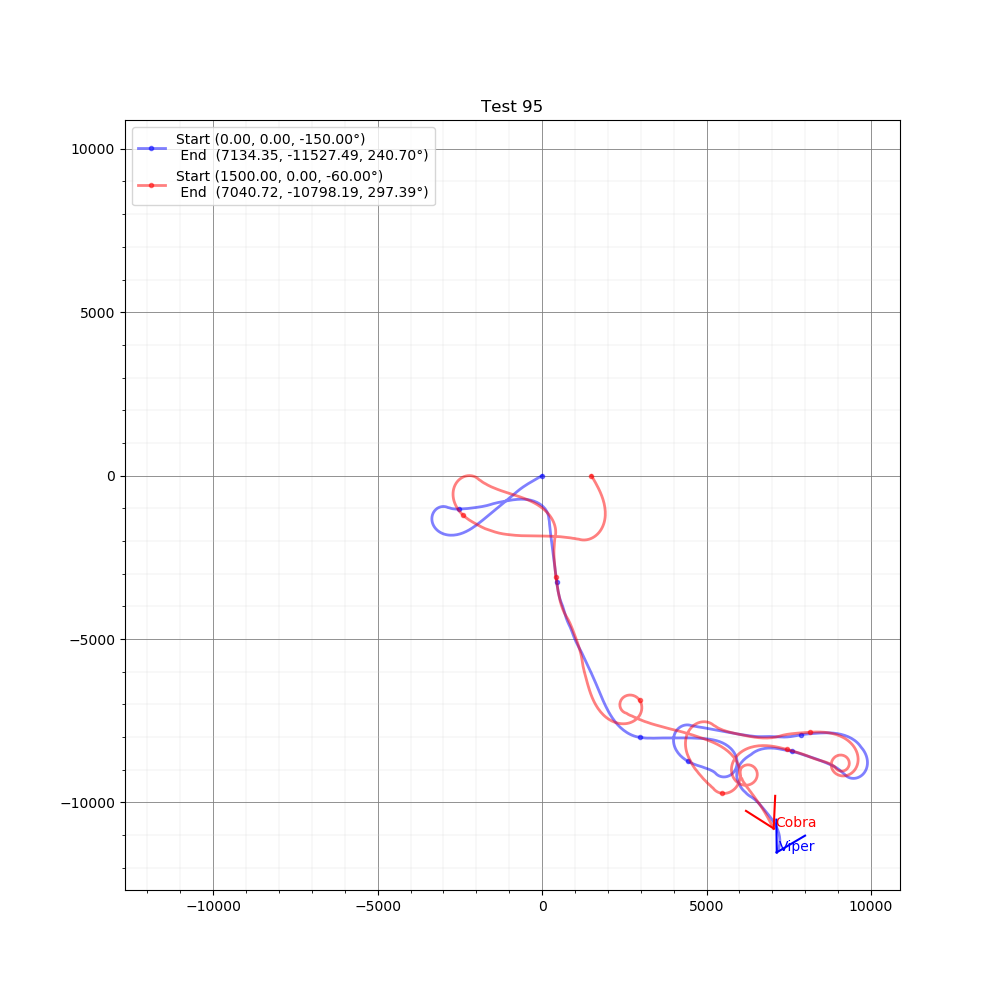 Test 95
Start (0.00, 0.00, -150.00°)
End (7134.35, -11527.49, 240.70°)
Start (1500.00, 0.00, -60.00°)
End (7040.72, -10798.19, 297.39°)
10000
5000
0
−5000
−10000
Cobra
Viper
−10000
−5000
0
5000
10000